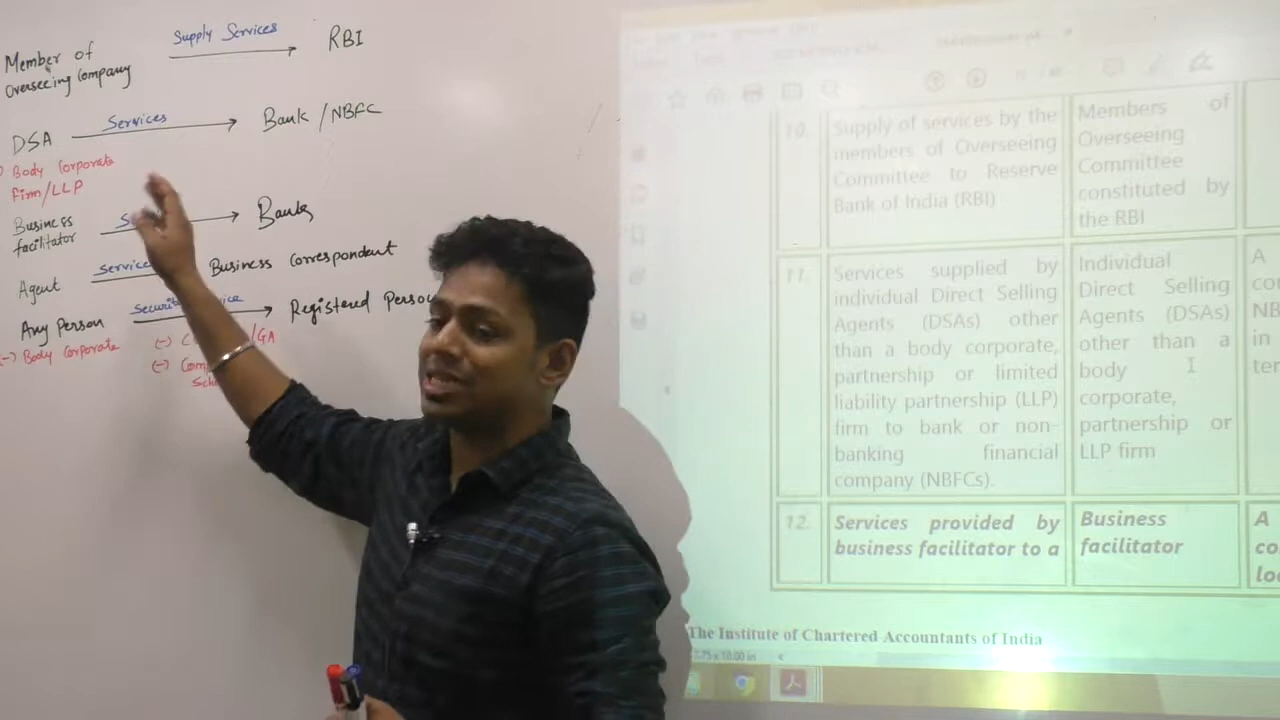 Member of
Overseeing Company
Supply Services
RBI
DSA
Services
Bank / NBFC
Body Corporate
Firm/LLP
Business
facilitator
Bank
Agent
Service
Business correspondent
Any Person
Security Service
Registered Person
(-) Body Corporate
(-)
/GA
(-)
10.
Supply of services by the
members of Overseeing
Committee to Reserve
Bank of India (RBI)
Members of
Overseeing
Committee
constituted by
the RBI
11.
Services supplied by
individual Direct Selling
Agents (DSAs) other
than a body corporate,
partnership or limited
liability partnership (LLP)
firm to bank or non-
banking financial
company (NBFCs).
Individual
Direct Selling
Agents (DSAs)
other than a
body
corporate,
partnership or
LLP firm
A
12.
Services provided by
business facilitator to a
Business
facilitator
A
The Institute of Chartered Accountants of India